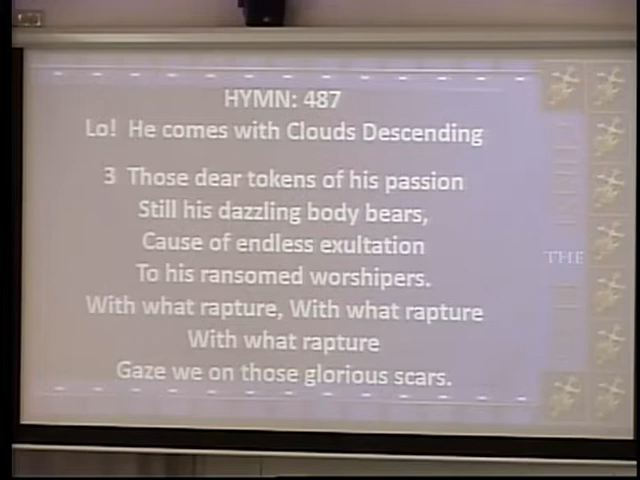 HYMN: 487
Lo! He comes with Clouds Descending
3 Those dear tokens of his passion
Still his dazzling body bears,
Cause of endless exultation
To his ransomed worshipers.
With what rapture, With what rapture
With what rapture
Gaze we on those glorious scars.
THE